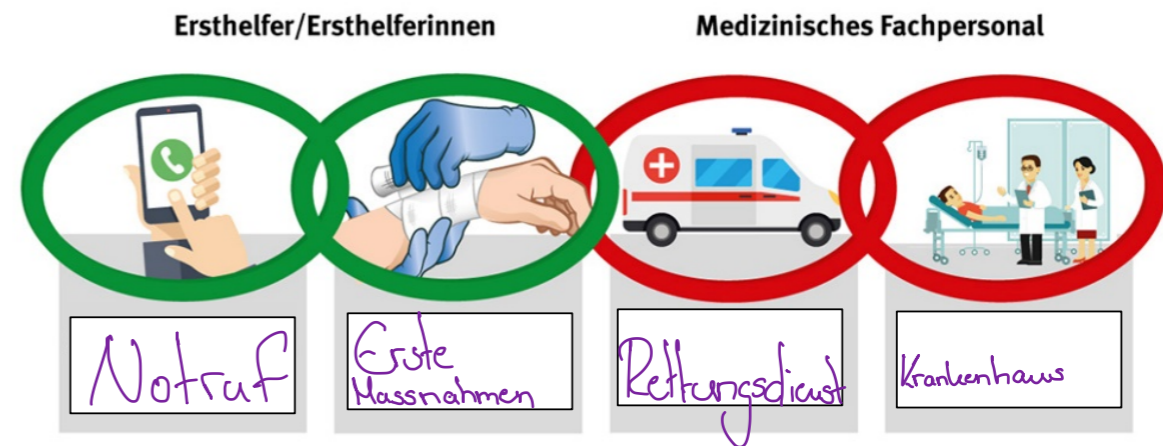 Ersthelfer/Ersthelferinnen
Medizinisches Fachpersonal
Notruf
Erste
Massnahmen
Rettungsdienst
Krankenhaus